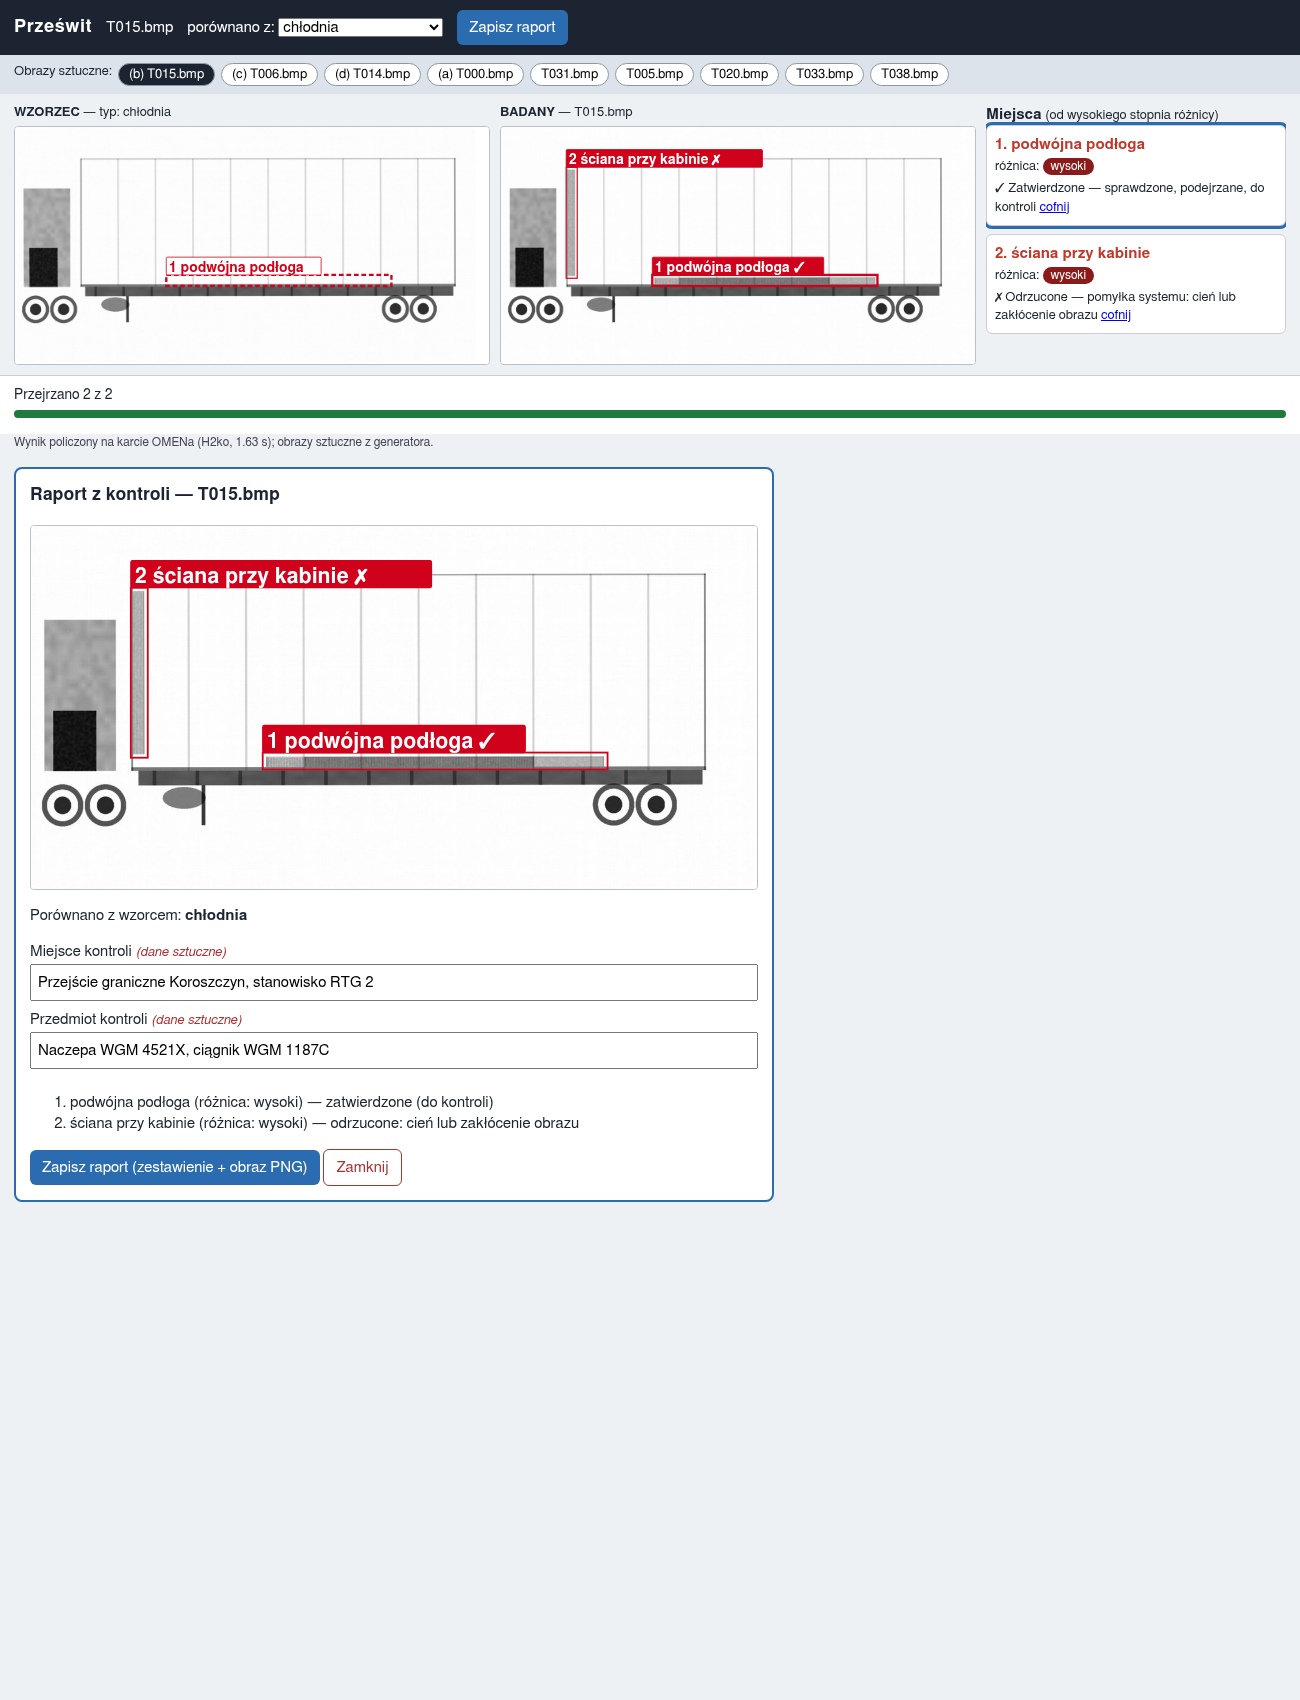 Prześwit T015.bmp porównano z: chłodnia Zapisz raport
Obrazy sztuczne: (b) T015.bmp (c) T006.bmp (d) T014.bmp (a) T000.bmp T031.bmp T005.bmp T020.bmp T033.bmp T038.bmp
WZORZEC — typ: chłodnia
1 podwójna podłoga
BADANY — T015.bmp
2 ściana przy kabinie ✗
1 podwójna podłoga ✓
Miejsca (od wysokiego stopnia różnicy)
1. podwójna podłoga
różnica: wysoki
✓ Zatwierdzone — sprawdzone, podejrzane, do
kontroli cofnij
2. ściana przy kabinie
różnica: wysoki
✗ Odrzucone — pomyłka systemu: cień lub
zakłócenie obrazu cofnij
Przejrzano 2 z 2
Wynik policzony na karcie OMENa (H2ko, 1.63 s); obrazy sztuczne z generatora.
Raport z kontroli — T015.bmp
2 ściana przy kabinie ✗
1 podwójna podłoga ✓
Porównano z wzorcem: chłodnia
Miejsce kontroli (dane sztuczne)
Przejście graniczne Koroszczyn, stanowisko RTG 2
Przedmiot kontroli (dane sztuczne)
Naczepa WGM 4521X, ciągnik WGM 1187C
1. podwójna podłoga (różnica: wysoki) — zatwierdzone (do kontroli)
2. ściana przy kabinie (różnica: wysoki) — odrzucone: cień lub zakłócenie obrazu
Zapisz raport (zestawienie + obraz PNG) Zamknij